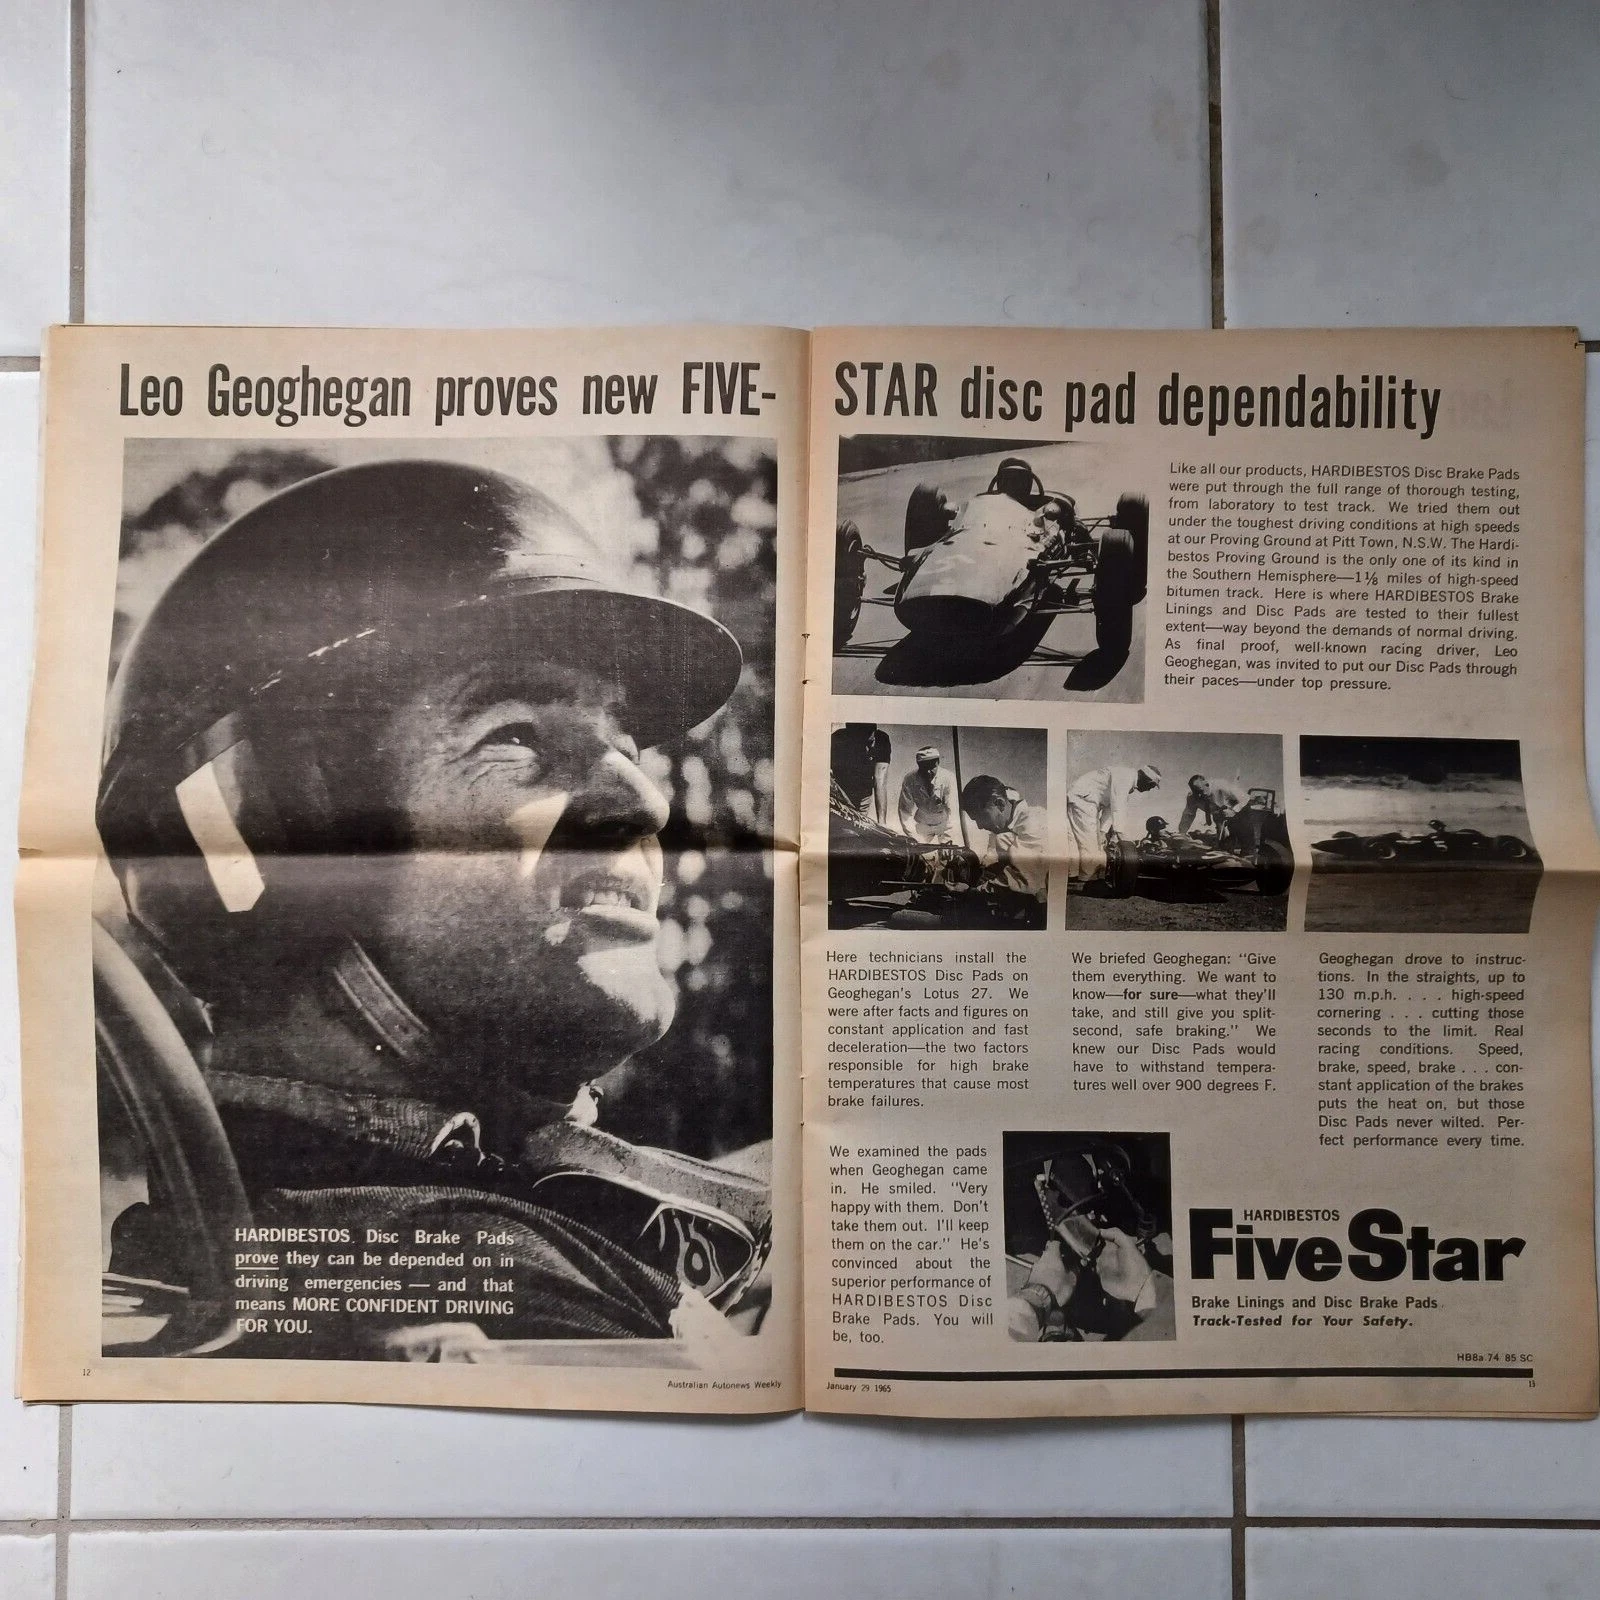 Leo Geoghegan proves new FIVE-
STAR disc pad dependability
HARDIBESTOS. Disc Brake Pads
prove they can be depended on in
driving emergencies — and that
means MORE CONFIDENT DRIVING
FOR YOU.
12
Australian Autonews Weekly
Like all our products, HARDIBESTOS Disc Brake Pads
were put through the full range of thorough testing,
from laboratory to test track. We tried them out
under the toughest driving conditions at high speeds
at our Proving Ground at Pitt Town, N.S.W. The Hardi-
bestos Proving Ground is the only one of its kind in
the Southern Hemisphere—1⅛ miles of high-speed
bitumen track. Here is where HARDIBESTOS Brake
Linings and Disc Pads are tested to their fullest
extent—way beyond the demands of normal driving.
As final proof, well-known racing driver, Leo
Geoghegan, was invited to put our Disc Pads through
their paces—under top pressure.
Here technicians install the
HARDIBESTOS Disc Pads on
Geoghegan's Lotus 27. We
were after facts and figures on
constant application and fast
deceleration—the two factors
responsible for high brake
temperatures that cause most
brake failures.
We briefed Geoghegan: "Give
them everything. We want to
know—for sure—what they'll
take, and still give you split-
second, safe braking." We
knew our Disc Pads would
have to withstand tempera-
tures well over 900 degrees F.
Geoghegan drove to instruc-
tions. In the straights, up to
130 m.p.h. . . . high-speed
cornering . . . cutting those
seconds to the limit. Real
racing conditions. Speed,
brake, speed, brake . . . con-
stant application of the brakes
puts the heat on, but those
Disc Pads never wilted. Per-
fect performance every time.
We examined the pads
when Geoghegan came
in. He smiled. "Very
happy with them. Don't
take them out. I'll keep
them on the car." He's
convinced about the
superior performance of
HARDIBESTOS Disc
Brake Pads. You will
be, too.
HARDIBESTOS
FiveStar
Brake Linings and Disc Brake Pads.
Track-Tested for Your Safety.
HB8a 74 85 SC
January 29 1965
13